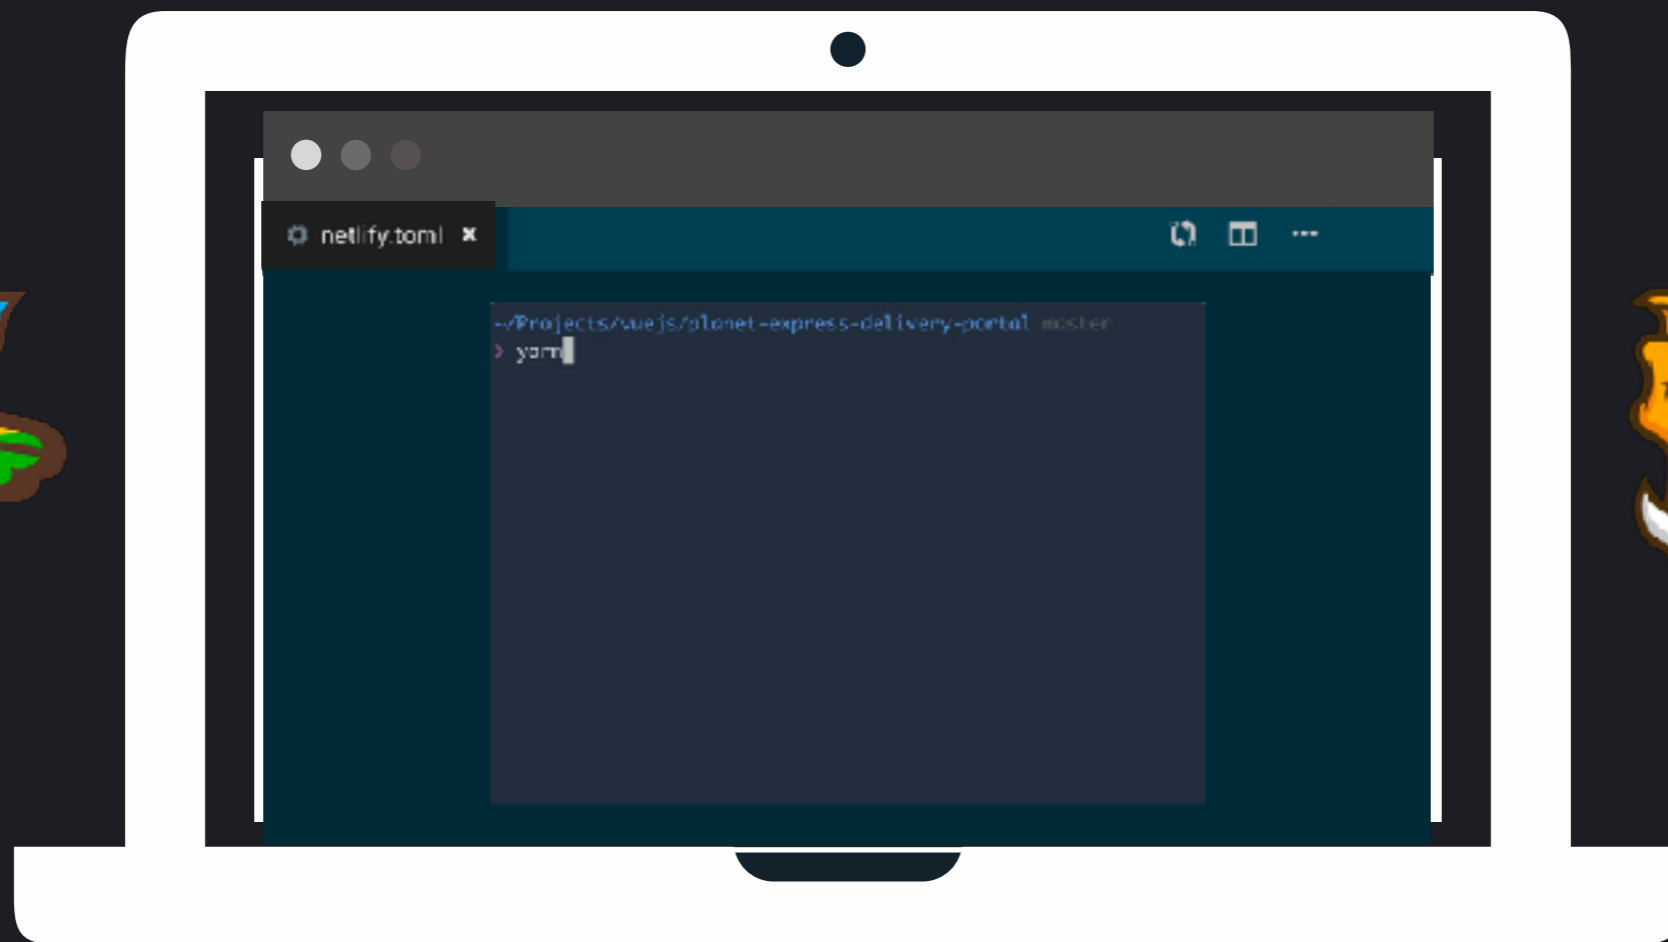 netlify.toml
~/Projects/vuejs/planet-express-delivery-portal master
❯ yarn